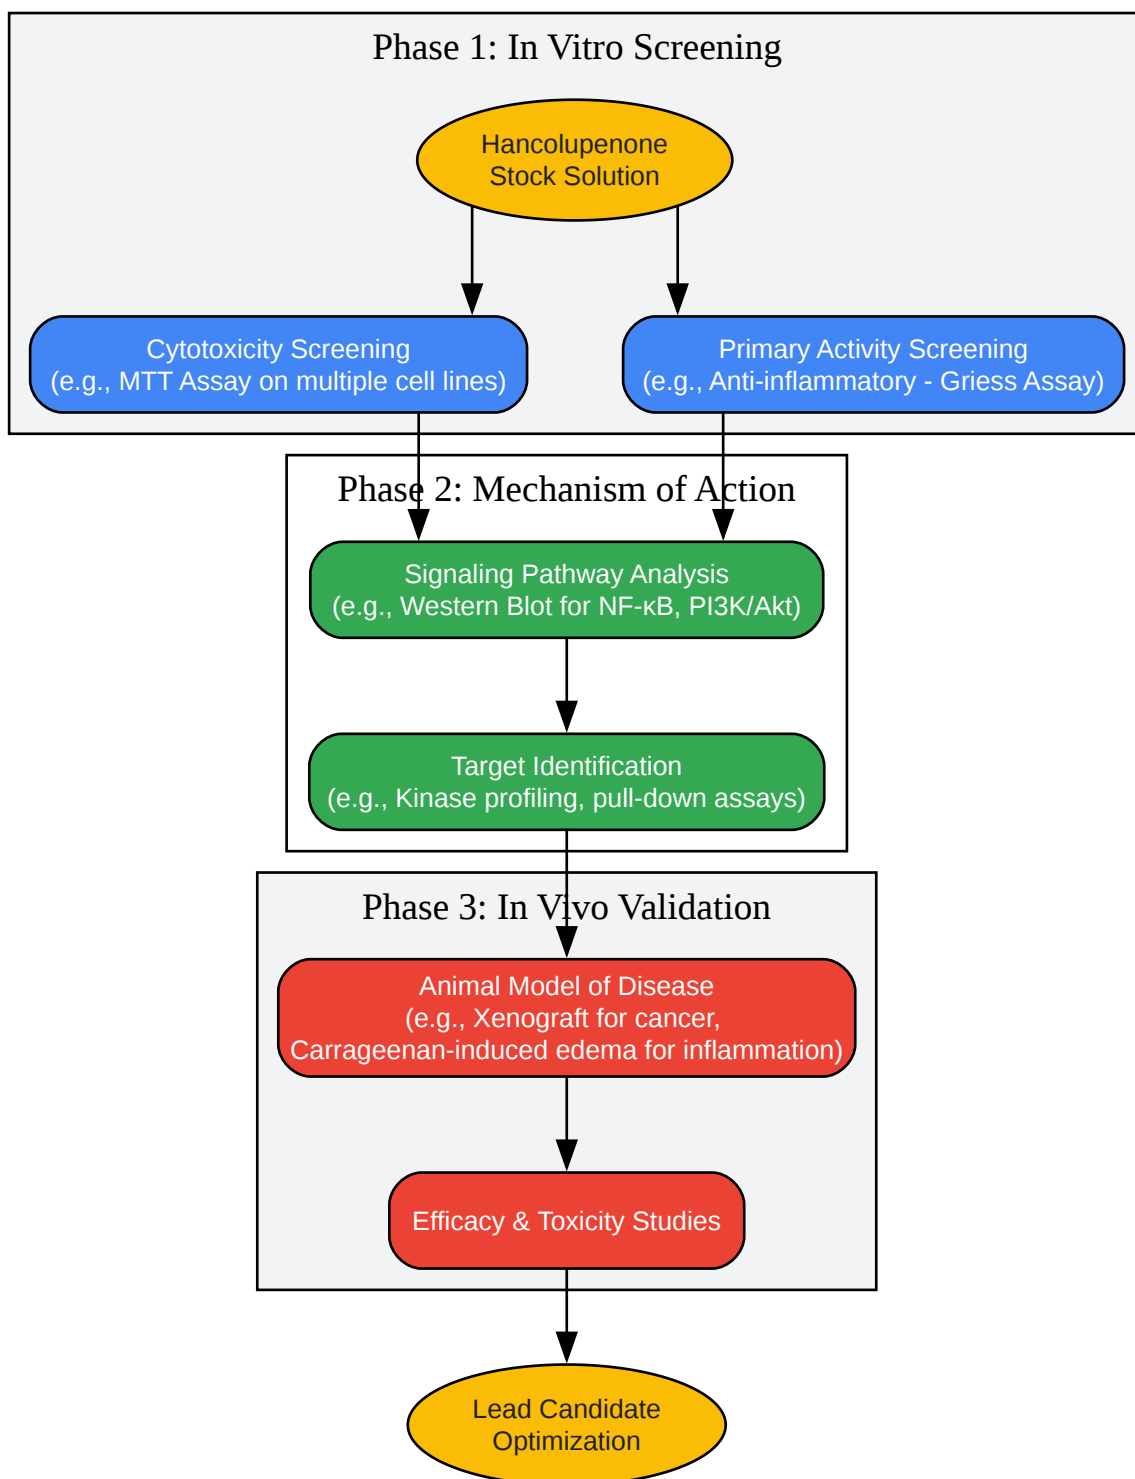 Phase 1: In Vitro Screening
Hancolupenone
Stock Solution
Cytotoxicity Screening
(e.g., MTT Assay on multiple cell lines)
Primary Activity Screening
(e.g., Anti-inflammatory - Griess Assay)
Phase 2: Mechanism of Action
Signaling Pathway Analysis
(e.g., Western Blot for NF-κB, PI3K/Akt)
Target Identification
(e.g., Kinase profiling, pull-down assays)
Phase 3: In Vivo Validation
Animal Model of Disease
(e.g., Xenograft for cancer,
Carrageenan-induced edema for inflammation)
Efficacy & Toxicity Studies
Lead Candidate
Optimization